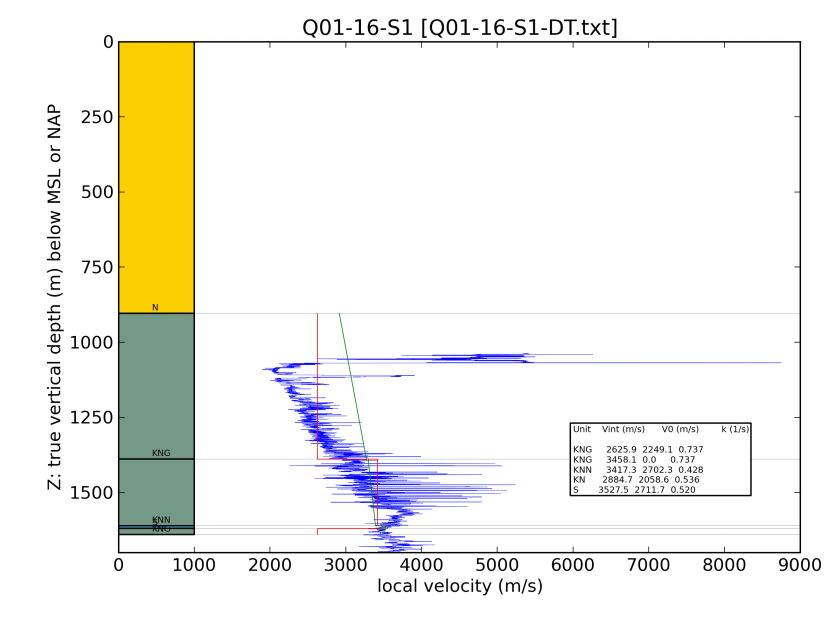 Q01-16-S1 [Q01-16-S1-DT.txt]
Z: true vertical depth (m) below MSL or NAP
0
250
500
750
1000
1250
1500
N
KNG
KNN
KNG
Unit Vint (m/s) V0 (m/s) k (1/s)
KNG 2625.9 2249.1 0.737
KNG 3458.1 0.0 0.737
KNN 3417.3 2702.3 0.428
KN 2884.7 2058.6 0.536
S 3527.5 2711.7 0.520
0 1000 2000 3000 4000 5000 6000 7000 8000 9000
local velocity (m/s)